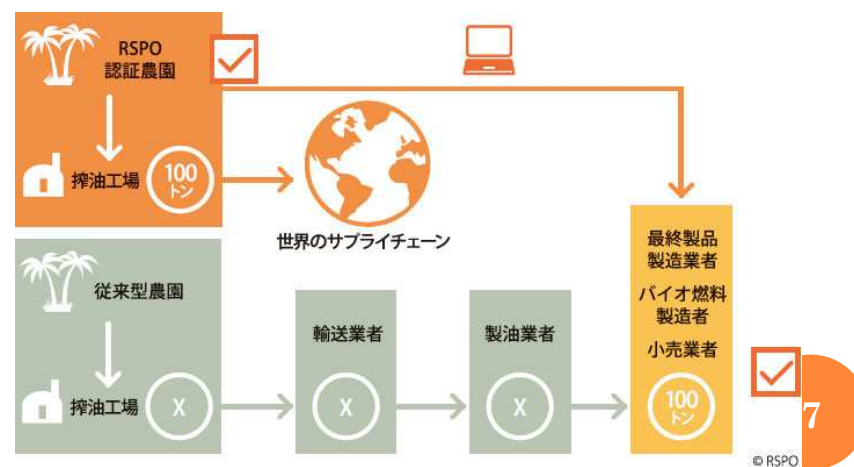 RSPO
認証農園
搾油工場
100
トン
世界のサプライチェーン
従来型農園
搾油工場
X
輸送業者
X
製油業者
X
最終製品
製造業者
バイオ燃料
製造者
小売業者
100
トン
7
© RSPO